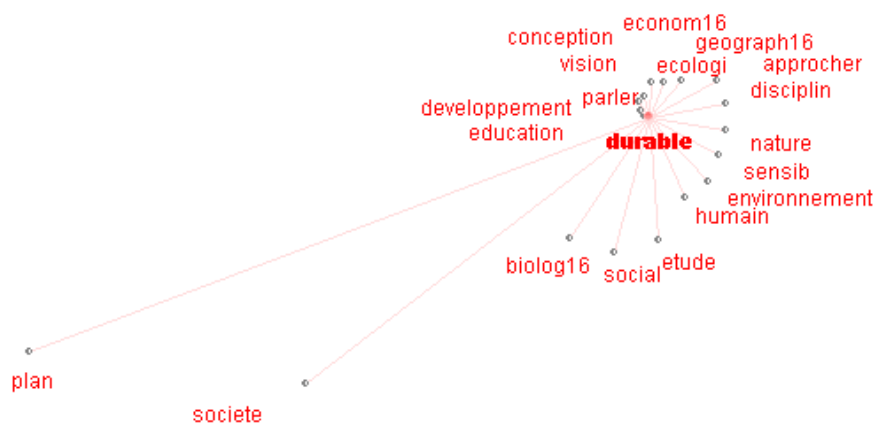 econom16
conception
geograph16
vision
ecologi
approcher
disciplin
parler
developpement
education
durable
nature
sensib
environnement
humain
biolog16
social
etude
plan
societe